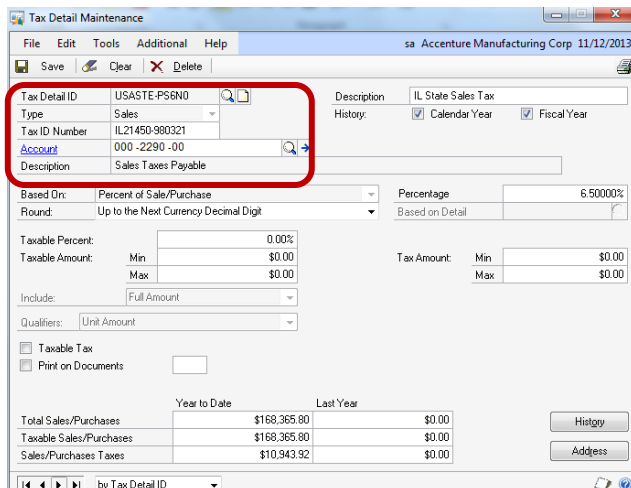 Tax Detail Maintenance
File Edit Tools Additional Help sa Accenture Manufacturing Corp 11/12/2013
Save Clear Delete
Tax Detail ID USASTE-PS6N0 Description IL State Sales Tax
Type Sales History: Calendar Year Fiscal Year
Tax ID Number IL21450-980321
Account 000 -2290 -00
Description Sales Taxes Payable
Based On: Percent of Sale/Purchase Percentage 6.50000%
Round: Up to the Next Currency Decimal Digit Based on Detail
Taxable Percent: 0.00%
Taxable Amount: Min $0.00 Tax Amount: Min $0.00
Max $0.00 Max $0.00
Include: Full Amount
Qualifiers: Unit Amount
Taxable Tax
Print on Documents
Year to Date Last Year
Total Sales/Purchases $168,365.80 $0.00 History
Taxable Sales/Purchases $168,365.80 $0.00
Sales/Purchases Taxes $10,943.92 $0.00 Address
by Tax Detail ID